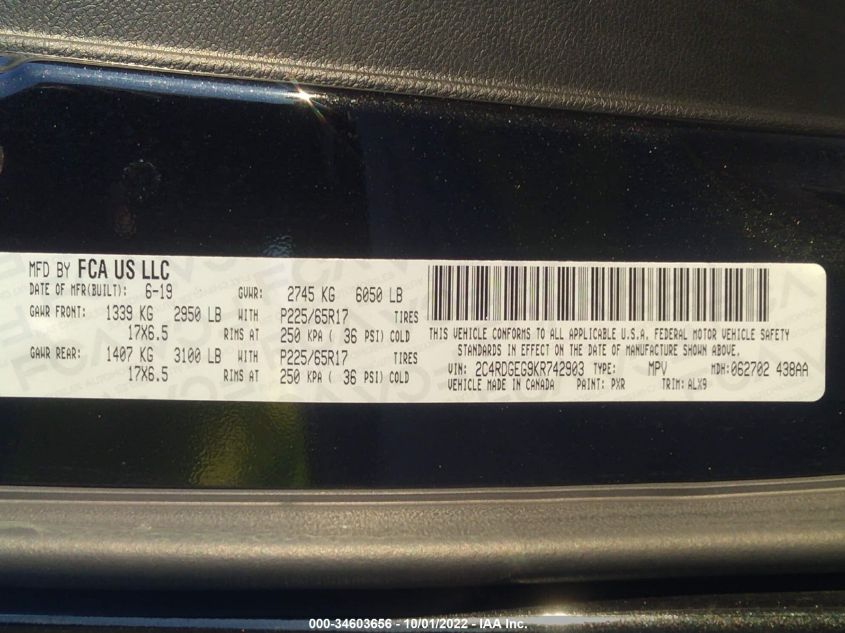 MFD BY FCA US LLC
DATE OF MFR(BUILT): 6-19 GVWR: 2745 KG 6050 LB
GAWR FRONT: 1339 KG 2950 LB WITH P225/65R17 TIRES
17X6.5 RIMS AT 250 KPA ( 36 PSI) COLD
GAWR REAR: 1407 KG 3100 LB WITH P225/65R17 TIRES
17X6.5 RIMS AT 250 KPA ( 36 PSI) COLD
THIS VEHICLE CONFORMS TO ALL APPLICABLE U.S.A. FEDERAL MOTOR VEHICLE SAFETY
STANDARDS IN EFFECT ON THE DATE OF MANUFACTURE SHOWN ABOVE.
VIN: 2C4RDGEG9KR742903 TYPE: MPV MDH: 062702 438AA
VEHICLE MADE IN CANADA PAINT: PXR TRIM: ALX9
000-34603656 - 10/01/2022 - IAA Inc.